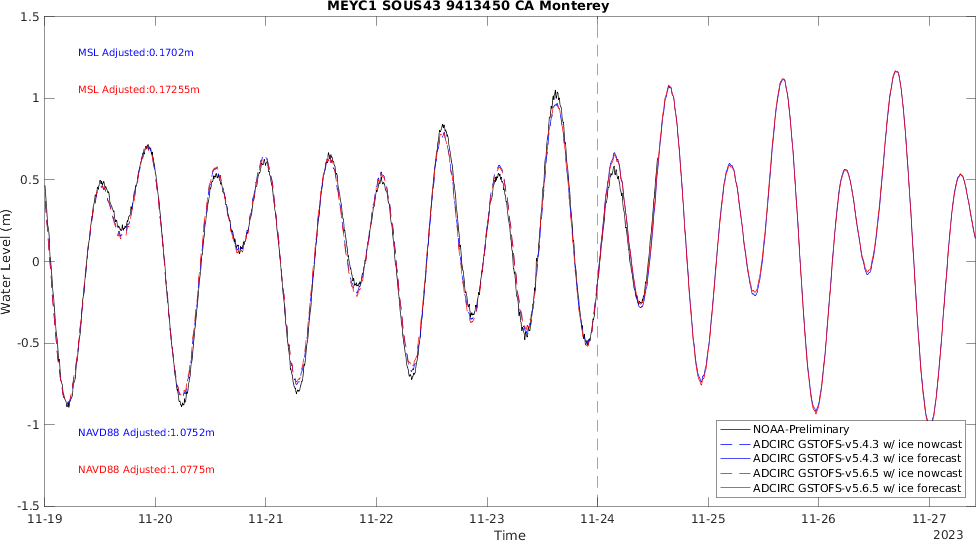 MEYC1 SOUS43 9413450 CA Monterey
1.5
1
0.5
0
-0.5
-1
-1.5
Water Level (m)
MSL Adjusted:0.1702m
MSL Adjusted:0.17255m
NAVD88 Adjusted:1.0752m
NAVD88 Adjusted:1.0775m
NOAA-Preliminary
ADCIRC GSTOFS-v5.4.3 w/ ice nowcast
ADCIRC GSTOFS-v5.4.3 w/ ice forecast
ADCIRC GSTOFS-v5.6.5 w/ ice nowcast
ADCIRC GSTOFS-v5.6.5 w/ ice forecast
11-19 11-20 11-21 11-22 11-23 11-24 11-25 11-26 11-27
Time
2023